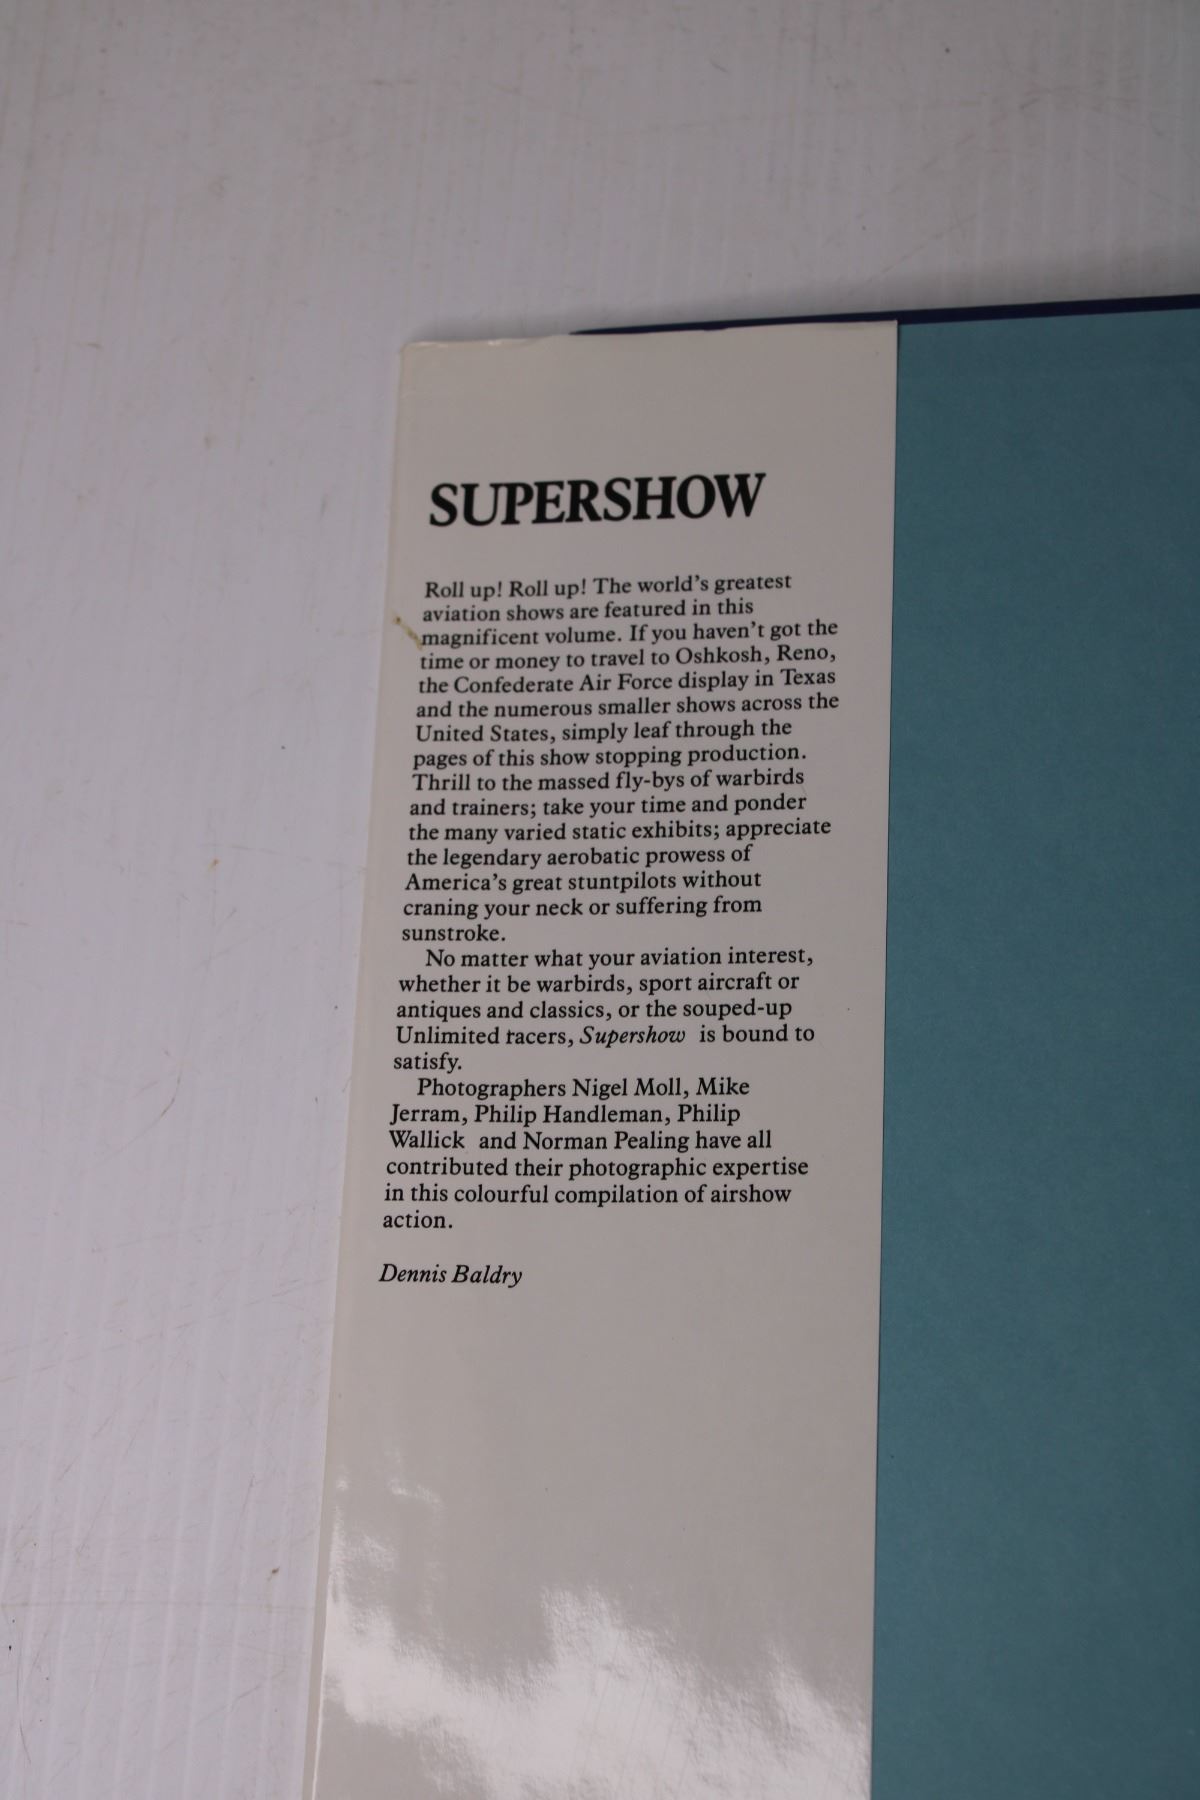 SUPERSHOW
Roll up! Roll up! The world's greatest
aviation shows are featured in this
magnificent volume. If you haven't got the
time or money to travel to Oshkosh, Reno,
the Confederate Air Force display in Texas
and the numerous smaller shows across the
United States, simply leaf through the
pages of this show stopping production.
Thrill to the massed fly-bys of warbirds
and trainers; take your time and ponder
the many varied static exhibits; appreciate
the legendary aerobatic prowess of
America's great stuntpilots without
craning your neck or suffering from
sunstroke.
No matter what your aviation interest,
whether it be warbirds, sport aircraft or
antiques and classics, or the souped-up
Unlimited racers, Supershow is bound to
satisfy.
Photographers Nigel Moll, Mike
Jerram, Philip Handleman, Philip
Wallick and Norman Pealing have all
contributed their photographic expertise
in this colourful compilation of airshow
action.
Dennis Baldry